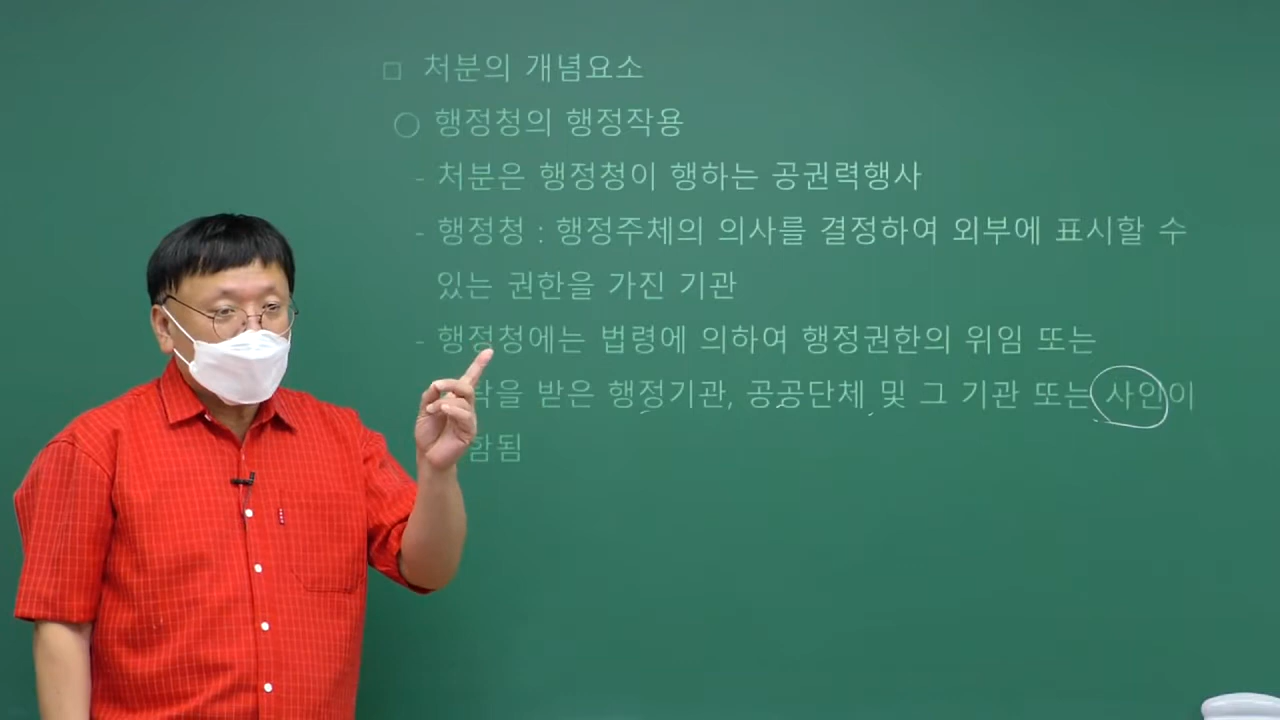 □ 처분의 개념요소
○ 행정청의 행정작용
- 처분은 행정청이 행하는 공권력행사
- 행정청 : 행정주체의 의사를 결정하여 외부에 표시할 수
있는 권한을 가진 기관
- 행정청에는 법령에 의하여 행정권한의 위임 또는
받은 행정기관, 공공단체 및 그 기관 또는 사인이